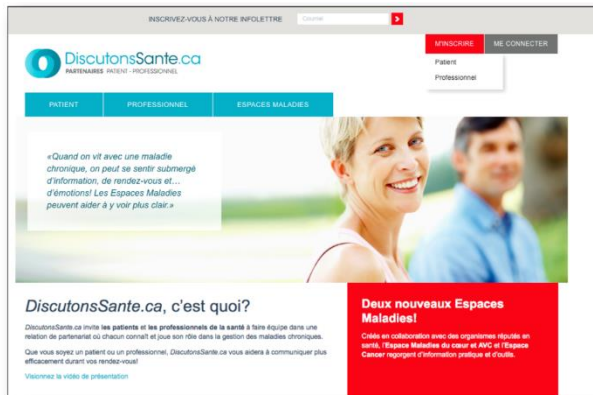 INSCRIVEZ-VOUS À NOTRE INFOLETTRE
Courriel
M'INSCRIRE
ME CONNECTER
Patient
Professionnel
DiscutonsSante.ca
PARTENAIRES PATIENT - PROFESSIONNEL
PATIENT
PROFESSIONNEL
ESPACES MALADIES
«Quand on vit avec une maladie
chronique, on peut se sentir submergé
d'information, de rendez-vous et…
d'émotions! Les Espaces Maladies
peuvent aider à y voir plus clair.»
DiscutonsSante.ca, c'est quoi?
DiscutonsSante.ca invite les patients et les professionnels de la santé à faire équipe dans une
relation de partenariat où chacun connaît et joue son rôle dans la gestion des maladies chroniques.
Que vous soyez un patient ou un professionnel, DiscutonsSante.ca vous aidera à communiquer plus
efficacement durant vos rendez-vous!
Visionnez la vidéo de présentation
Deux nouveaux Espaces
Maladies!
Créés en collaboration avec des organismes réputés en
santé, l'Espace Maladies du cœur et AVC et l'Espace
Cancer regorgent d'information pratique et d'outils.